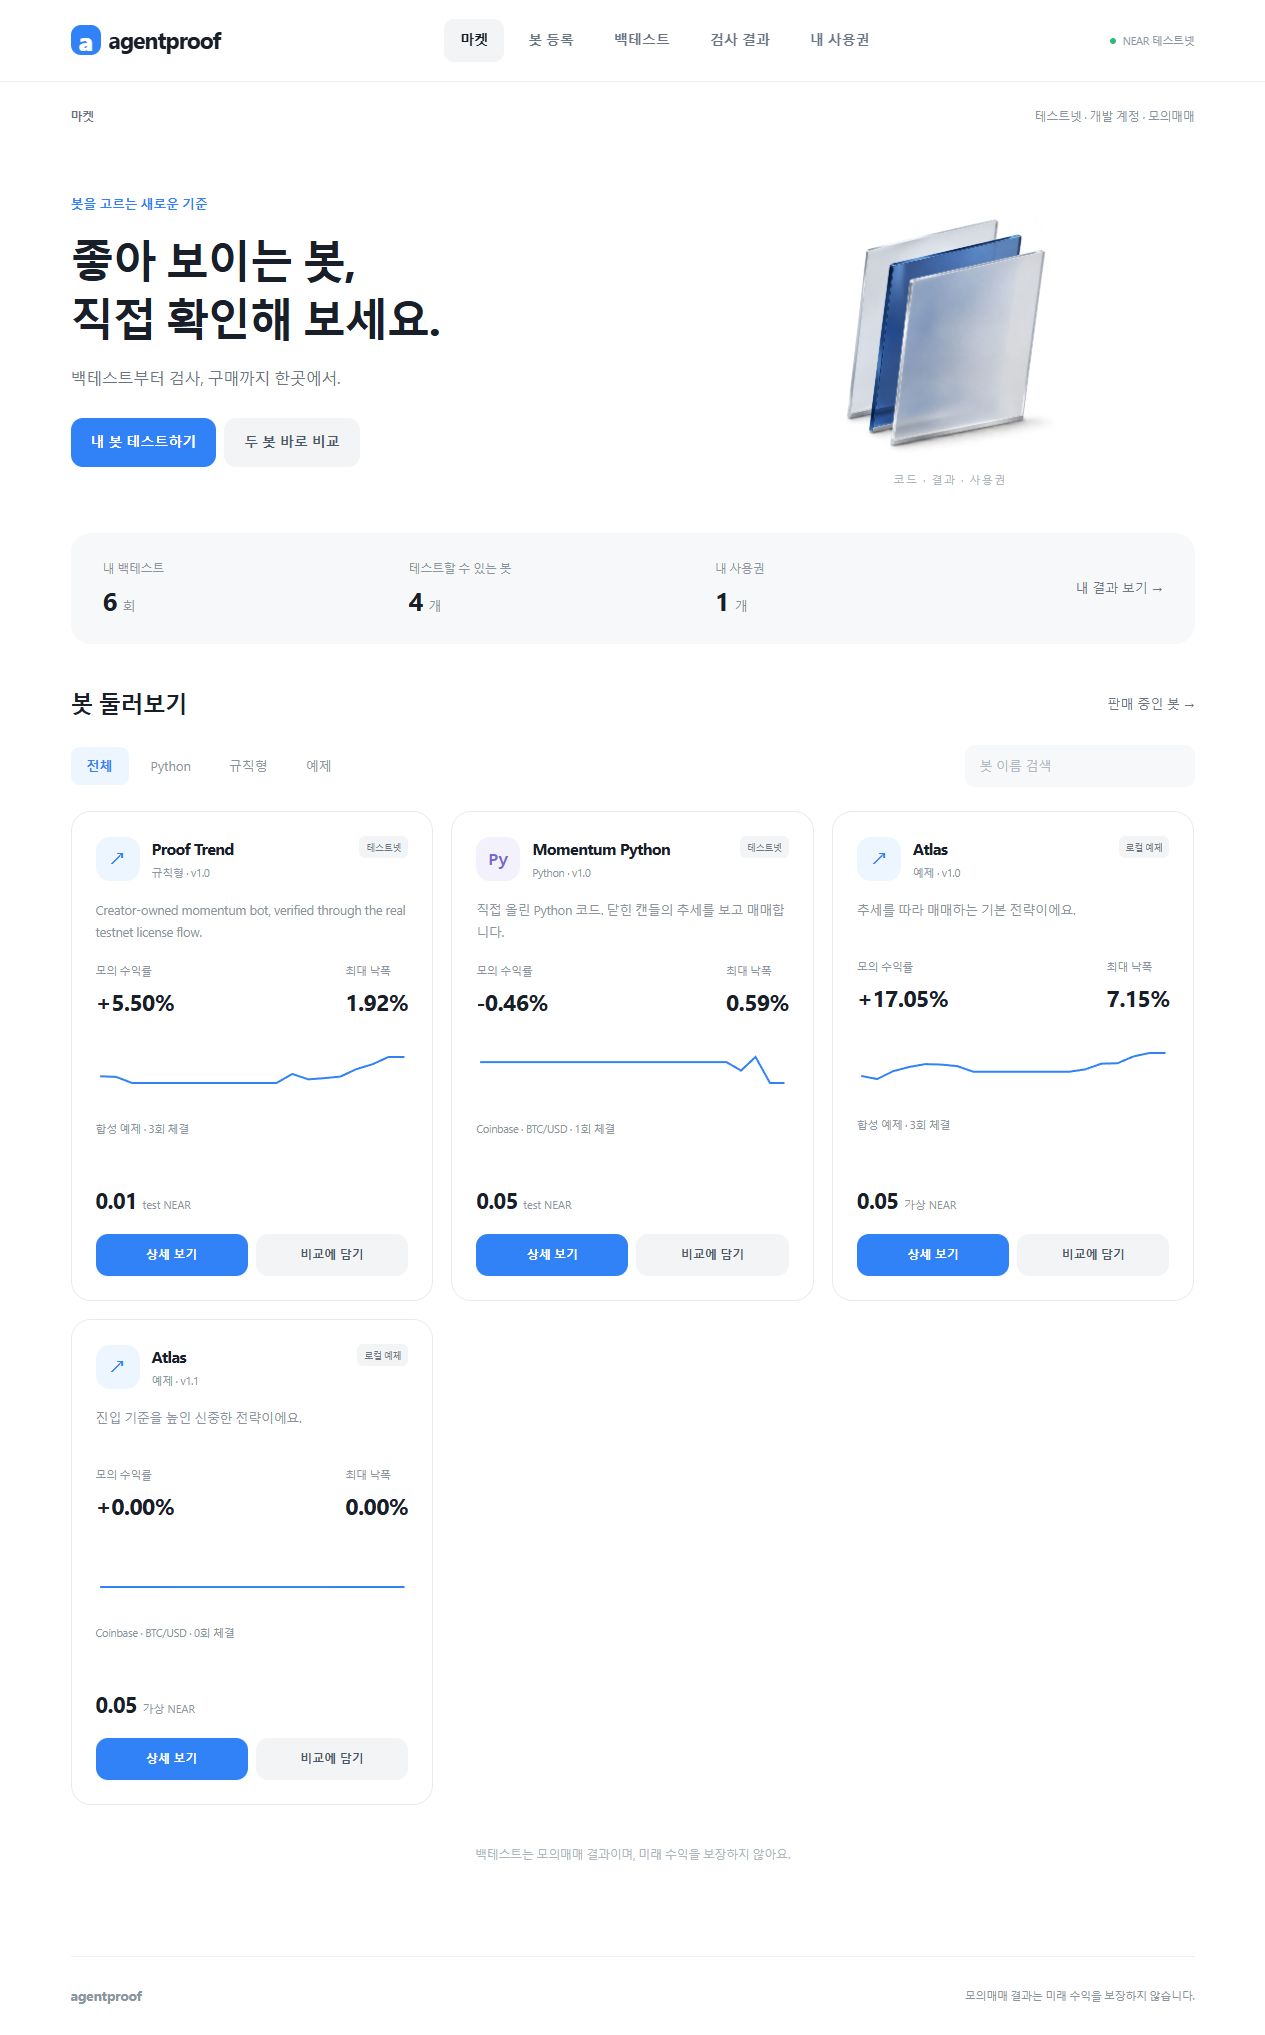 a agentproof
마켓
봇 등록
백테스트
검사 결과
내 사용권
NEAR 테스트넷
마켓
테스트넷 · 개발 계정 · 모의매매
봇을 고르는 새로운 기준
좋아 보이는 봇,
직접 확인해 보세요.
백테스트부터 검사, 구매까지 한곳에서.
내 봇 테스트하기
두 봇 바로 비교
코드 · 결과 · 사용권
내 백테스트
6 회
테스트할 수 있는 봇
4 개
내 사용권
1 개
내 결과 보기 →
봇 둘러보기
판매 중인 봇 →
전체
Python
규칙형
예제
봇 이름 검색
↗
Proof Trend
규칙형 · v1.0
테스트넷
Creator-owned momentum bot, verified through the real
testnet license flow.
모의 수익률
최대 낙폭
+5.50%
1.92%
합성 예제 · 3회 체결
0.01 test NEAR
상세 보기
비교에 담기
Py
Momentum Python
Python · v1.0
테스트넷
직접 올린 Python 코드. 닫힌 캔들의 추세를 보고 매매합
니다.
모의 수익률
최대 낙폭
-0.46%
0.59%
Coinbase · BTC/USD · 1회 체결
0.05 test NEAR
상세 보기
비교에 담기
↗
Atlas
예제 · v1.0
로컬 예제
추세를 따라 매매하는 기본 전략이에요.
모의 수익률
최대 낙폭
+17.05%
7.15%
합성 예제 · 3회 체결
0.05 가상 NEAR
상세 보기
비교에 담기
↗
Atlas
예제 · v1.1
로컬 예제
진입 기준을 높인 신중한 전략이에요.
모의 수익률
최대 낙폭
+0.00%
0.00%
Coinbase · BTC/USD · 0회 체결
0.05 가상 NEAR
상세 보기
비교에 담기
백테스트는 모의매매 결과이며, 미래 수익을 보장하지 않아요.
agentproof
모의매매 결과는 미래 수익을 보장하지 않습니다.